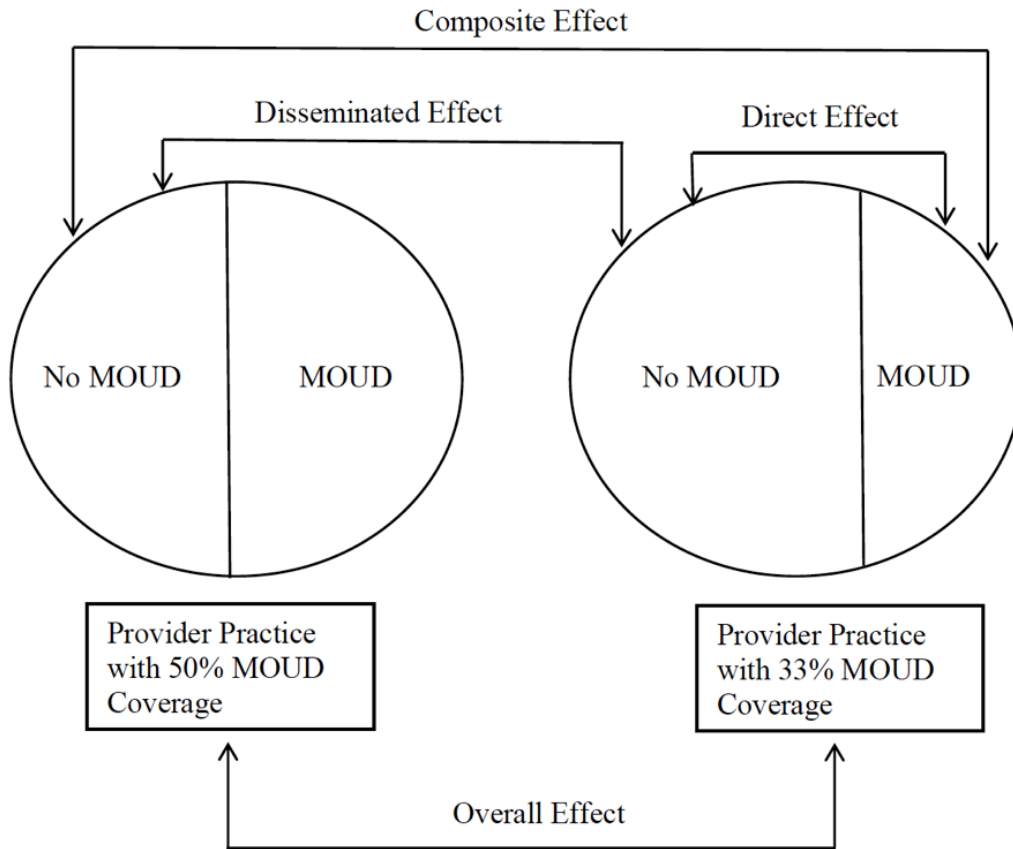 Composite Effect
Disseminated Effect
Direct Effect
No MOUD
MOUD
No MOUD
MOUD
Provider Practice
with 50% MOUD
Coverage
Provider Practice
with 33% MOUD
Coverage
Overall Effect